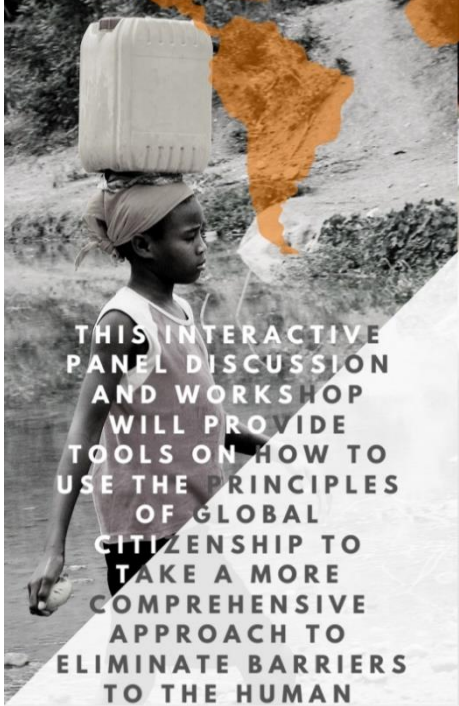 THIS INTERACTIVE
PANEL DISCUSSION
AND WORKSHOP
WILL PROVIDE
TOOLS ON HOW TO
USE THE PRINCIPLES
OF GLOBAL
CITIZENSHIP TO
TAKE A MORE
COMPREHENSIVE
APPROACH TO
ELIMINATE BARRIERS
TO THE HUMAN